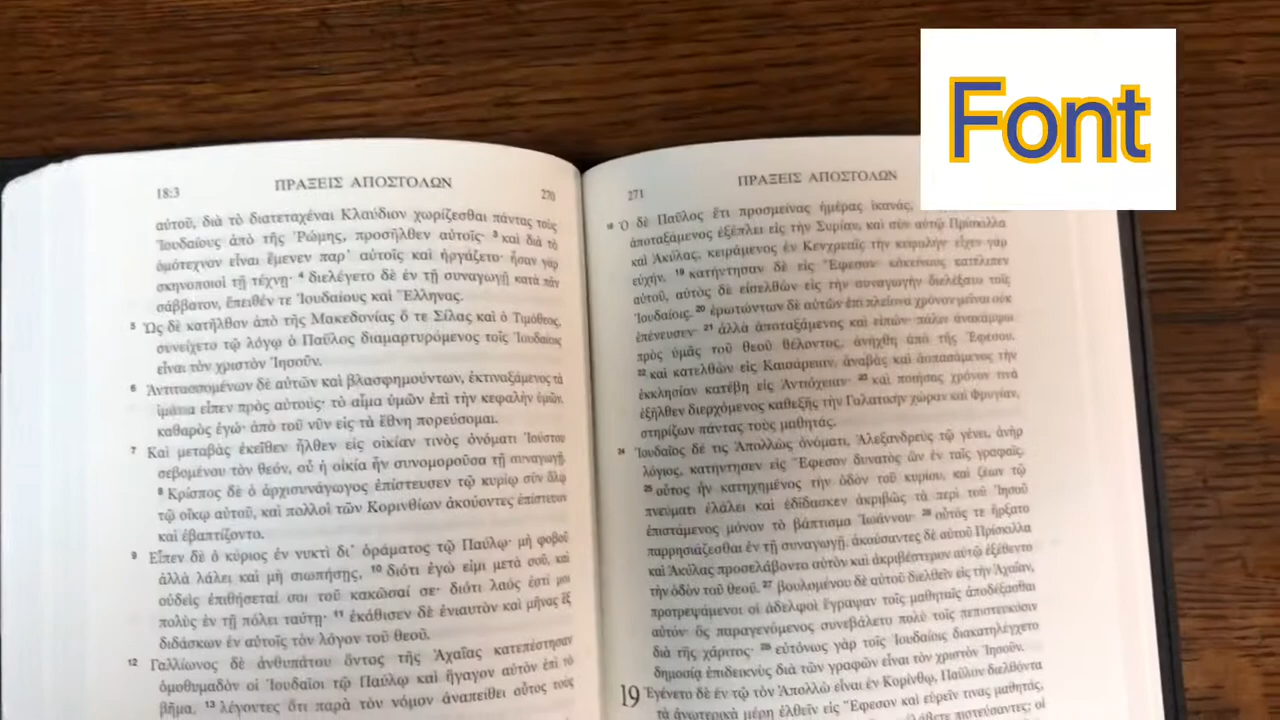 Font
18:3 ΠΡΑΞΕΙΣ ΑΠΟΣΤΟΛΩΝ 270
αὐτοῦ, διὰ τὸ διατεταχέναι Κλαύδιον χωρίζεσθαι πάντας τοὺς
Ἰουδαίους ἀπὸ τῆς Ῥώμης, προσῆλθεν αὐτοῖς· 3 καὶ διὰ τὸ
ὁμότεχνον εἶναι ἔμενεν παρ’ αὐτοῖς καὶ ἠργάζετο· ἦσαν γὰρ
σκηνοποιοὶ τῇ τέχνῃ· 4 διελέγετο δὲ ἐν τῇ συναγωγῇ κατὰ πᾶν
σάββατον, ἔπειθέν τε Ἰουδαίους καὶ Ἕλληνας.
5 Ὡς δὲ κατῆλθον ἀπὸ τῆς Μακεδονίας ὅ τε Σίλας καὶ ὁ Τιμόθεος,
συνείχετο τῷ λόγῳ ὁ Παῦλος διαμαρτυρόμενος τοῖς Ἰουδαίοις
εἶναι τὸν χριστὸν Ἰησοῦν.
6 Ἀντιτασσομένων δὲ αὐτῶν καὶ βλασφημούντων, ἐκτιναξάμενος τὰ
ἱμάτια εἶπεν πρὸς αὐτούς· τὸ αἷμα ὑμῶν ἐπὶ τὴν κεφαλὴν ὑμῶν,
καθαρὸς ἐγώ· ἀπὸ τοῦ νῦν εἰς τὰ ἔθνη πορεύσομαι.
7 Καὶ μεταβὰς ἐκεῖθεν ἦλθεν εἰς οἰκίαν τινὸς ὀνόματι Ἰούστου
σεβομένου τὸν θεόν, οὗ ἡ οἰκία ἦν συνομοροῦσα τῇ συναγωγῇ.
8 Κρίσπος δὲ ὁ ἀρχισυνάγωγος ἐπίστευσεν τῷ κυρίῳ σὺν ὅλῳ
τῷ οἴκῳ αὐτοῦ, καὶ πολλοὶ τῶν Κορινθίων ἀκούοντες ἐπίστευον
καὶ ἐβαπτίζοντο.
9 Εἶπεν δὲ ὁ κύριος ἐν νυκτὶ δι’ ὁράματος τῷ Παύλῳ· μὴ φοβοῦ
ἀλλὰ λάλει καὶ μὴ σιωπήσῃς, 10 διότι ἐγώ εἰμι μετὰ σοῦ, καὶ
οὐδεὶς ἐπιθήσεταί σοι τοῦ κακῶσαί σε· διότι λαός ἐστί μοι
πολὺς ἐν τῇ πόλει ταύτῃ· 11 ἐκάθισεν δὲ ἐνιαυτὸν καὶ μῆνας ἓξ
διδάσκων ἐν αὐτοῖς τὸν λόγον τοῦ θεοῦ.
12 Γαλλίωνος δὲ ἀνθυπάτου ὄντος τῆς Ἀχαΐας κατεπέστησαν
ὁμοθυμαδὸν οἱ Ἰουδαῖοι τῷ Παύλῳ καὶ ἤγαγον αὐτὸν ἐπὶ τὸ
βῆμα, 13 λέγοντες ὅτι παρὰ τὸν νόμον ἀναπείθει οὗτος τοὺς
271 ΠΡΑΞΕΙΣ ΑΠΟΣΤΟΛΩΝ
18 Ὁ δὲ Παῦλος ἔτι προσμείνας ἡμέρας ἱκανάς,
ἀποταξάμενος ἐξέπλει εἰς τὴν Συρίαν, καὶ σὺν αὐτῷ Πρίσκιλλα
καὶ Ἀκύλας, κειράμενος ἐν Κενχρεαῖς τὴν κεφαλήν· εἶχεν γὰρ
εὐχήν. 19 κατήντησαν δὲ εἰς Ἔφεσον· κἀκείνους κατέλιπεν
αὐτοῦ, αὐτὸς δὲ εἰσελθὼν εἰς τὴν συναγωγὴν διελέξατο τοῖς
Ἰουδαίοις. 20 ἐρωτώντων δὲ αὐτῶν ἐπὶ πλείονα χρόνον μεῖναι οὐκ
ἐπένευσεν· 21 ἀλλὰ ἀποταξάμενος καὶ εἰπών· πάλιν ἀνακάμψω
πρὸς ὑμᾶς τοῦ θεοῦ θέλοντος, ἀνήχθη ἀπὸ τῆς Ἐφέσου,
22 καὶ κατελθὼν εἰς Καισάρειαν, ἀναβὰς καὶ ἀσπασάμενος τὴν
ἐκκλησίαν κατέβη εἰς Ἀντιόχειαν· 23 καὶ ποιήσας χρόνον τινὰ
ἐξῆλθεν διερχόμενος καθεξῆς τὴν Γαλατικὴν χώραν καὶ Φρυγίαν,
στηρίζων πάντας τοὺς μαθητάς.
24 Ἰουδαῖος δέ τις Ἀπολλὼς ὀνόματι, Ἀλεξανδρεὺς τῷ γένει, ἀνὴρ
λόγιος, κατήντησεν εἰς Ἔφεσον δυνατὸς ὢν ἐν ταῖς γραφαῖς.
25 οὗτος ἦν κατηχημένος τὴν ὁδὸν τοῦ κυρίου, καὶ ζέων τῷ
πνεύματι ἐλάλει καὶ ἐδίδασκεν ἀκριβῶς τὰ περὶ τοῦ Ἰησοῦ
ἐπιστάμενος μόνον τὸ βάπτισμα Ἰωάννου· 26 οὗτός τε ἤρξατο
παρρησιάζεσθαι ἐν τῇ συναγωγῇ. ἀκούσαντες δὲ αὐτοῦ Πρίσκιλλα
καὶ Ἀκύλας προσελάβοντο αὐτὸν καὶ ἀκριβέστερον αὐτῷ ἐξέθεντο
τὴν ὁδὸν τοῦ θεοῦ. 27 βουλομένου δὲ αὐτοῦ διελθεῖν εἰς τὴν Ἀχαΐαν,
προτρεψάμενοι οἱ ἀδελφοὶ ἔγραψαν τοῖς μαθηταῖς ἀποδέξασθαι
αὐτόν· ὃς παραγενόμενος συνεβάλετο πολὺ τοῖς πεπιστευκόσιν
διὰ τῆς χάριτος· 28 εὐτόνως γὰρ τοῖς Ἰουδαίοις διακατηλέγχετο
δημοσίᾳ ἐπιδεικνὺς διὰ τῶν γραφῶν εἶναι τὸν χριστὸν Ἰησοῦν.
19 Ἐγένετο δὲ ἐν τῷ τὸν Ἀπολλὼ εἶναι ἐν Κορίνθῳ, Παῦλον διελθόντα
τὰ ἀνωτερικὰ μέρη ἐλθεῖν εἰς Ἔφεσον καὶ εὑρεῖν τινας μαθητάς,
πιστεύσαντες; οἱ